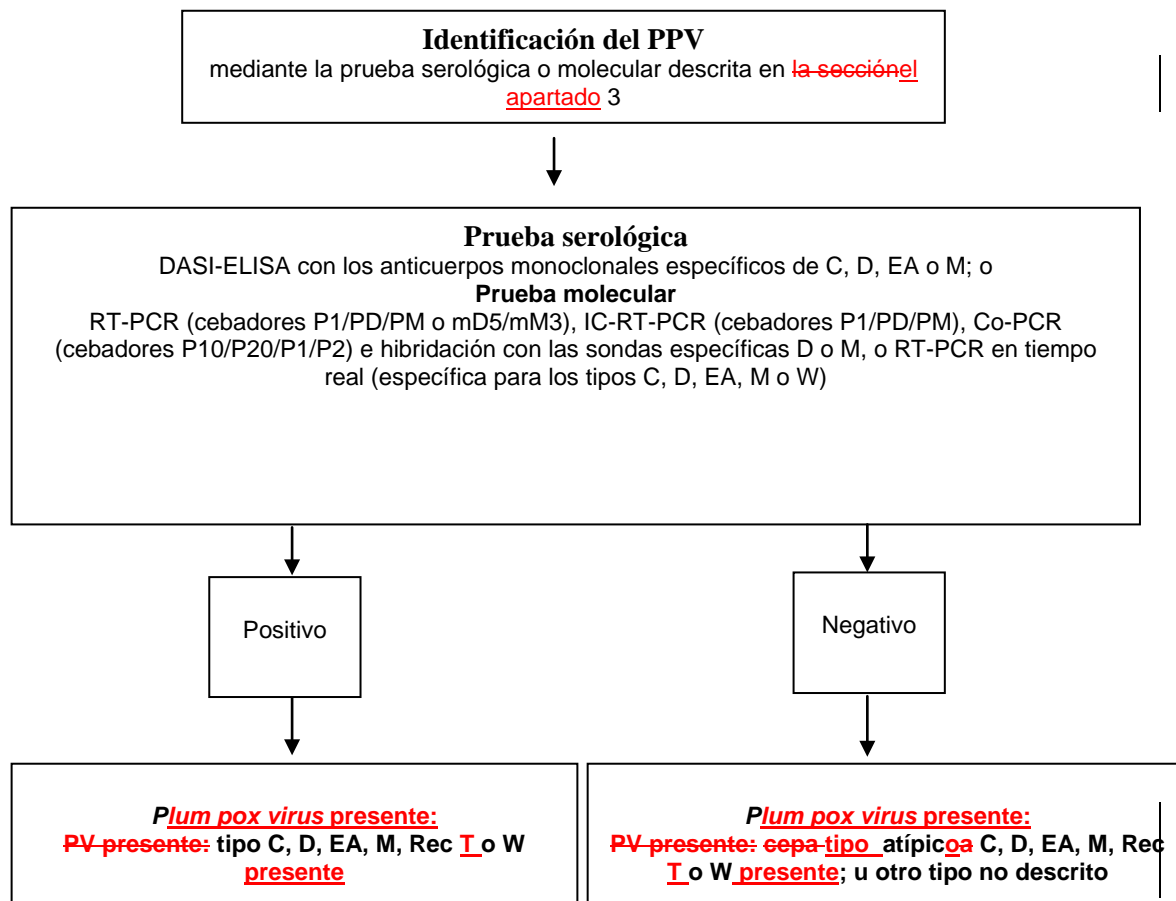 Identificación del PPV
mediante la prueba serológica o molecular descrita en la secciónel
apartado 3
Prueba serológica
DASI-ELISA con los anticuerpos monoclonales específicos de C, D, EA o M; o
Prueba molecular
RT-PCR (cebadores P1/PD/PM o mD5/mM3), IC-RT-PCR (cebadores P1/PD/PM), Co-PCR
(cebadores P10/P20/P1/P2) e hibridación con las sondas específicas D o M, o RT-PCR en tiempo
real (específica para los tipos C, D, EA, M o W)
Positivo
Negativo
Plum pox virus presente:
PV presente: tipo C, D, EA, M, Rec T o W
presente
Plum pox virus presente:
PV presente: cepa tipo atípicoa C, D, EA, M, Rec
T o W presente; u otro tipo no descrito